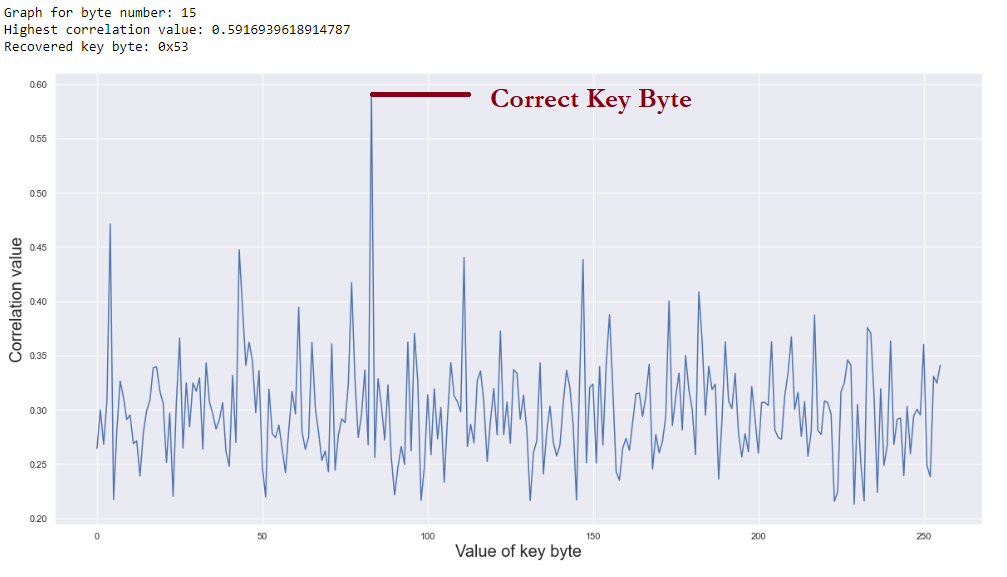 Graph for byte number: 15
Highest correlation value: 0.5916939618914787
Recovered key byte: 0x53
Correct Key Byte
0.60
0.55
0.50
0.45
0.40
0.35
0.30
0.25
0.20
Correlation value
0
50
100
150
200
250
Value of key byte